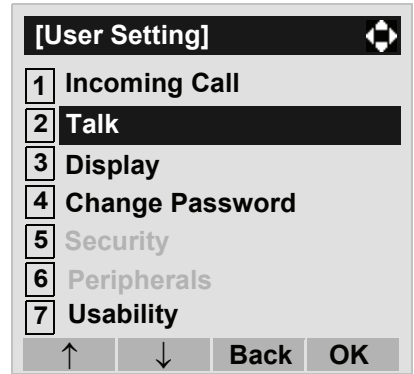 [User Setting]
1 Incoming Call
2 Talk
3 Display
4 Change Password
5 Security
6 Peripherals
7 Usability
↑ ↓ Back OK